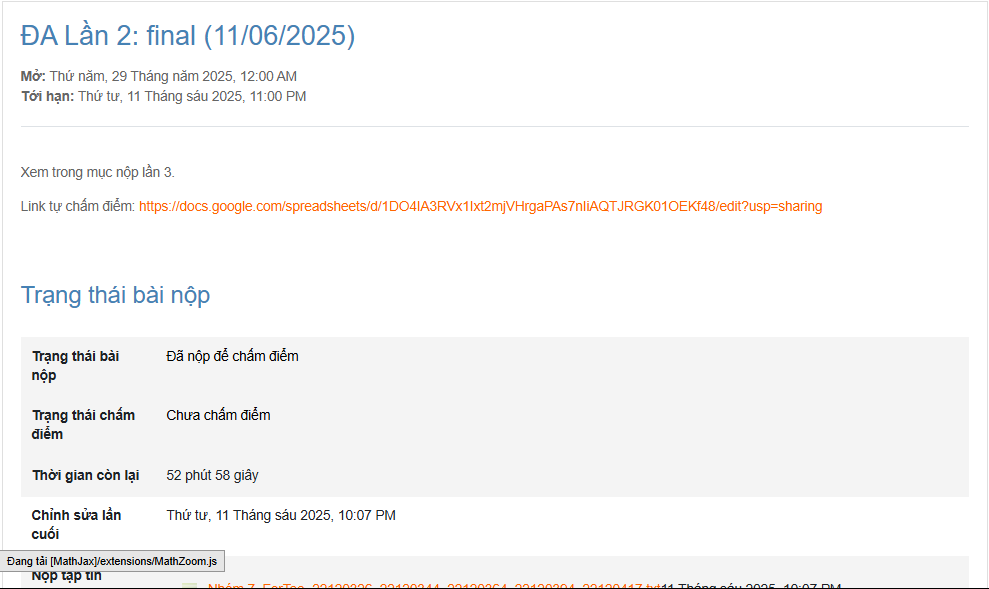 ĐA Lần 2: final (11/06/2025)
Mở: Thứ năm, 29 Tháng năm 2025, 12:00 AM
Tới hạn: Thứ tư, 11 Tháng sáu 2025, 11:00 PM
Xem trong mục nộp lần 3.
Link tự chấm điểm: https://docs.google.com/spreadsheets/d/1DO4IA3RVx1Ixt2mjVHrgaPAs7nIiAQTJRGK01OEKf48/edit?usp=sharing
Trạng thái bài nộp
Trạng thái bài nộp Đã nộp để chấm điểm
Trạng thái chấm điểm Chưa chấm điểm
Thời gian còn lại 52 phút 58 giây
Chỉnh sửa lần cuối Thứ tư, 11 Tháng sáu 2025, 10:07 PM
Đang tải [MathJax]/extensions/MathZoom.js
Nộp tập tin
11 Tháng sáu 2025, 10:07 PM